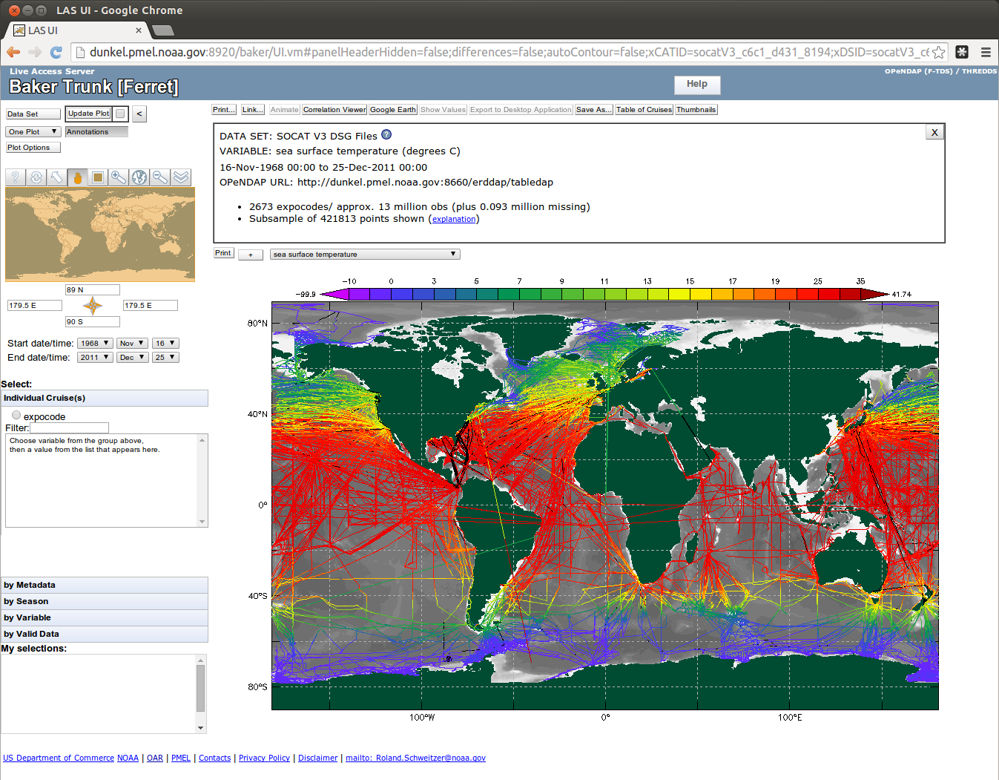 LAS UI - Google Chrome
LAS UI
dunkel.pmel.noaa.gov:8920/baker/UI.vm#panelHeaderHidden=false;differences=false;autoContour=false;xCATID=socatV3_c6c1_d431_8194;xDSID=socatV3_c6
Live Access Server
OPeNDAP (F-TDS) / THREDDS
Baker Trunk [Ferret]
Help
Data Set
Update Plot
<
Print...
Link...
Animate
Correlation Viewer
Google Earth
Show Values
Export to Desktop Application
Save As...
Table of Cruises
Thumbnails
One Plot
Annotations
Plot Options
DATA SET: SOCAT V3 DSG Files ?
X
VARIABLE: sea surface temperature (degrees C)
16-Nov-1968 00:00 to 25-Dec-2011 00:00
OPeNDAP URL: http://dunkel.pmel.noaa.gov:8660/erddap/tabledap
• 2673 expocodes/ approx. 13 million obs (plus 0.093 million missing)
• Subsample of 421813 points shown (explanation)
Print
+
sea surface temperature
89 N
179.5 E
179.5 E
90 S
Start date/time: 1968 Nov 16
End date/time: 2011 Dec 25
Select:
Individual Cruise(s)
expocode
Filter:
Choose variable from the group above,
then a value from the list that appears here.
by Metadata
by Season
by Variable
by Valid Data
My selections:
-10 0 3 5 7 9 11 13 15 17 19 25 35
-99.9
41.74
80°N
40°N
0°
40°S
80°S
100°W 0° 100°E
US Department of Commerce NOAA | OAR | PMEL | Contacts | Privacy Policy | Disclaimer | mailto: Roland.Schweitzer@noaa.gov